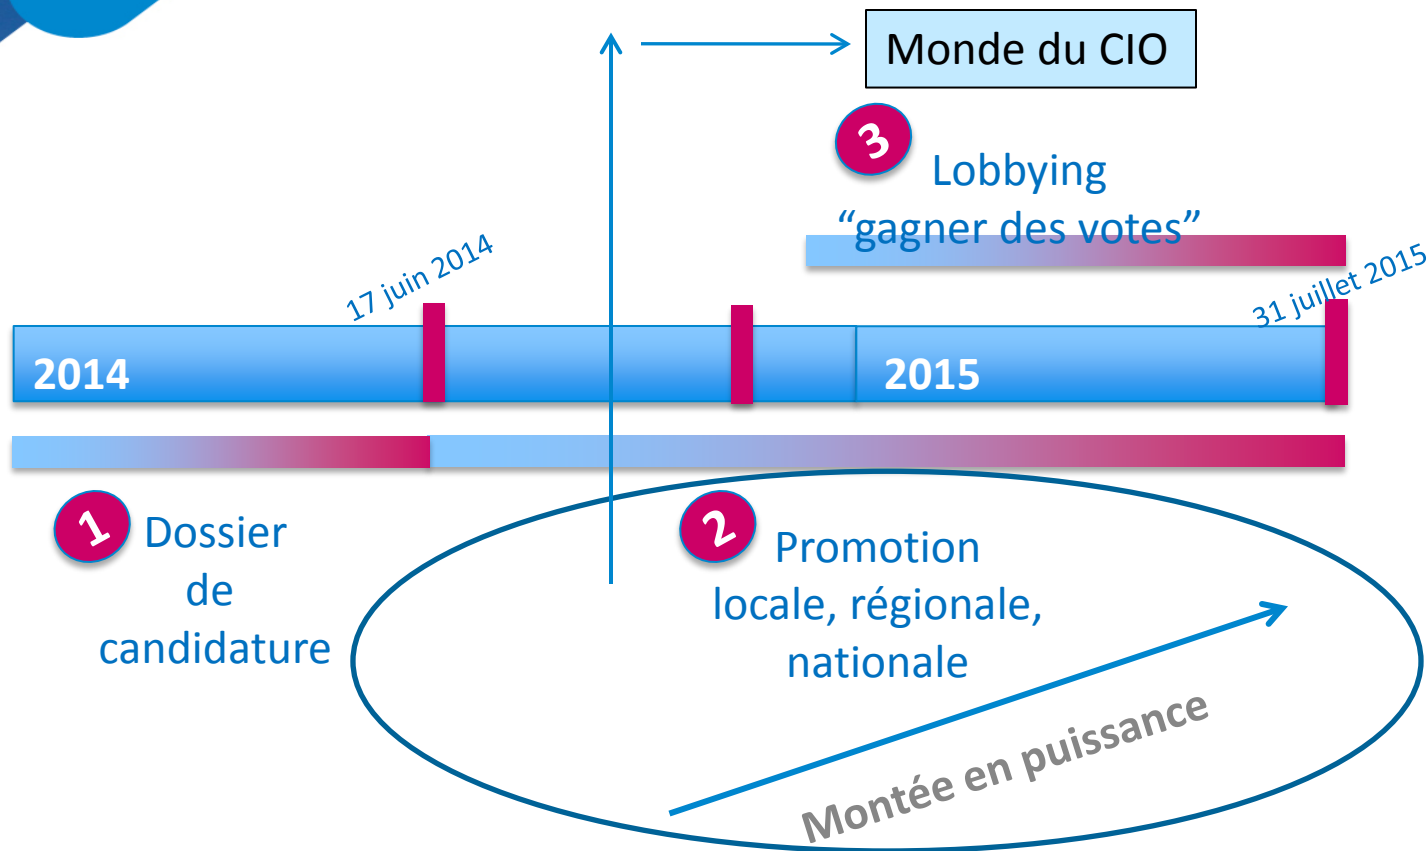 Monde du CIO
3
Lobbying
“gagner des votes”
17 juin 2014
31 juillet 2015
2014
2015
1
Dossier
de
candidature
2
Promotion
locale, régionale,
nationale
Montée en puissance